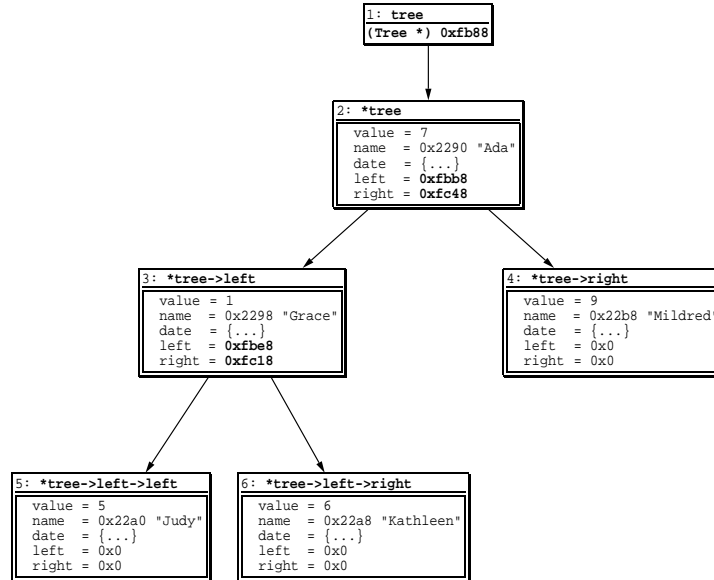 1: tree
(Tree *) 0xfb88
2: *tree
value = 7
name = 0x2290 "Ada"
date = {...}
left = 0xfbb8
right = 0xfc48
3: *tree->left
value = 1
name = 0x2298 "Grace"
date = {...}
left = 0xfbe8
right = 0xfc18
4: *tree->right
value = 9
name = 0x22b8 "Mildred"
date = {...}
left = 0x0
right = 0x0
5: *tree->left->left
value = 5
name = 0x22a0 "Judy"
date = {...}
left = 0x0
right = 0x0
6: *tree->left->right
value = 6
name = 0x22a8 "Kathleen"
date = {...}
left = 0x0
right = 0x0